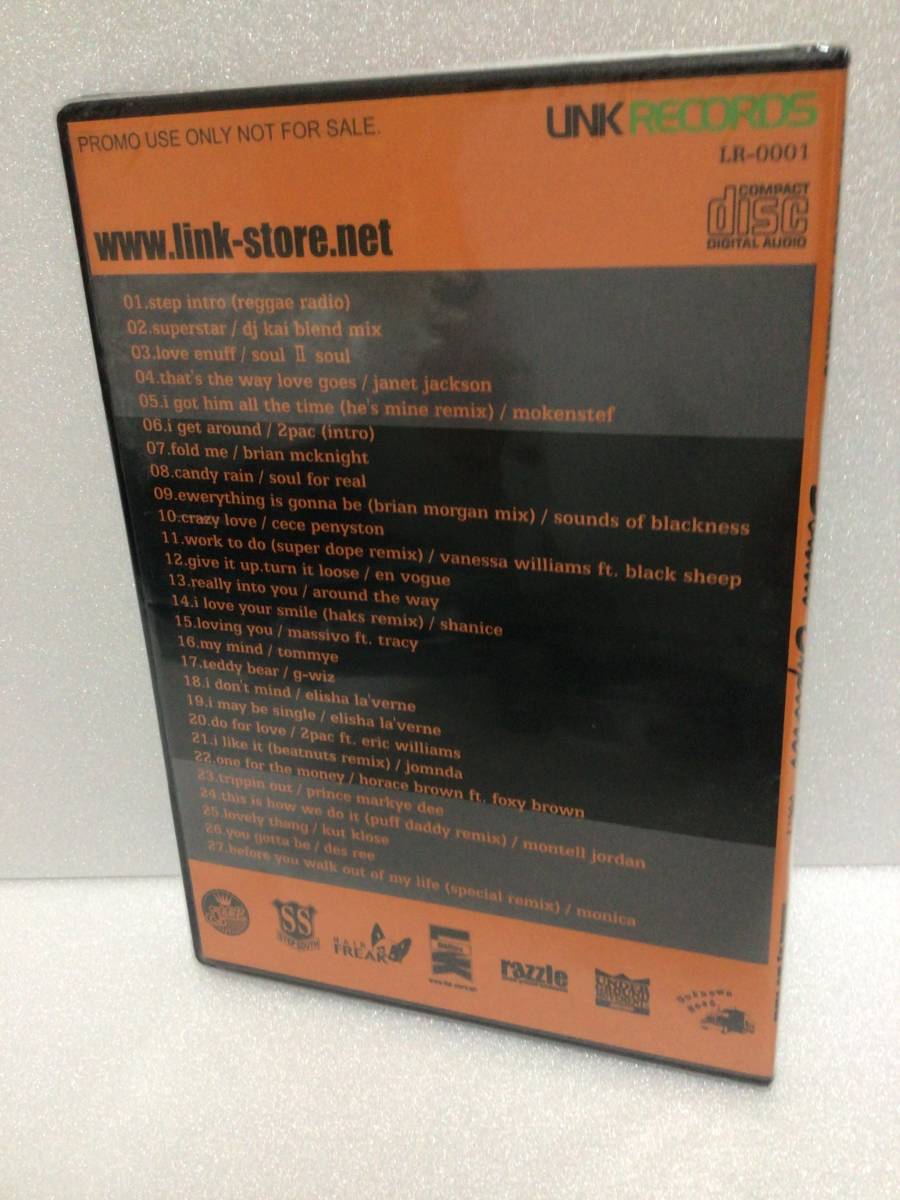 PROMO USE ONLY NOT FOR SALE.
LINK RECORDS
LR-0001
COMPACT
disc
DIGITAL AUDIO
www.link-store.net
01.step intro (reggae radio)
02.superstar / dj kai blend mix
03.love enuff / soul Ⅱ soul
04.that's the way love goes / janet jackson
05.i got him all the time (he's mine remix) / mokenstef
06.i get around / 2pac (intro)
07.fold me / brian mcknight
08.candy rain / soul for real
09.ewerything is gonna be (brian morgan mix) / sounds of blackness
10.crazy love / cece penyston
11.work to do (super dope remix) / vanessa williams ft. black sheep
12.give it up.turn it loose / en vogue
13.really into you / around the way
14.i love your smile (haks remix) / shanice
15.loving you / massivo ft. tracy
16.my mind / tommye
17.teddy bear / g-wiz
18.i don't mind / elisha la'verne
19.i may be single / elisha la'verne
20.do for love / 2pac ft. eric williams
21.i like it (beatnuts remix) / jomnda
22.one for the money / horace brown ft. foxy brown
23.trippin out / prince markye dee
24.this is how we do it (puff daddy remix) / montell jordan
25.lovely thang / kut klose
26.you gotta be / des ree
27.before you walk out of my life (special remix) / monica
SS
STEP SOUTH
HAIR
FREAK
www.link-store.net
razzle
Unknown
Road